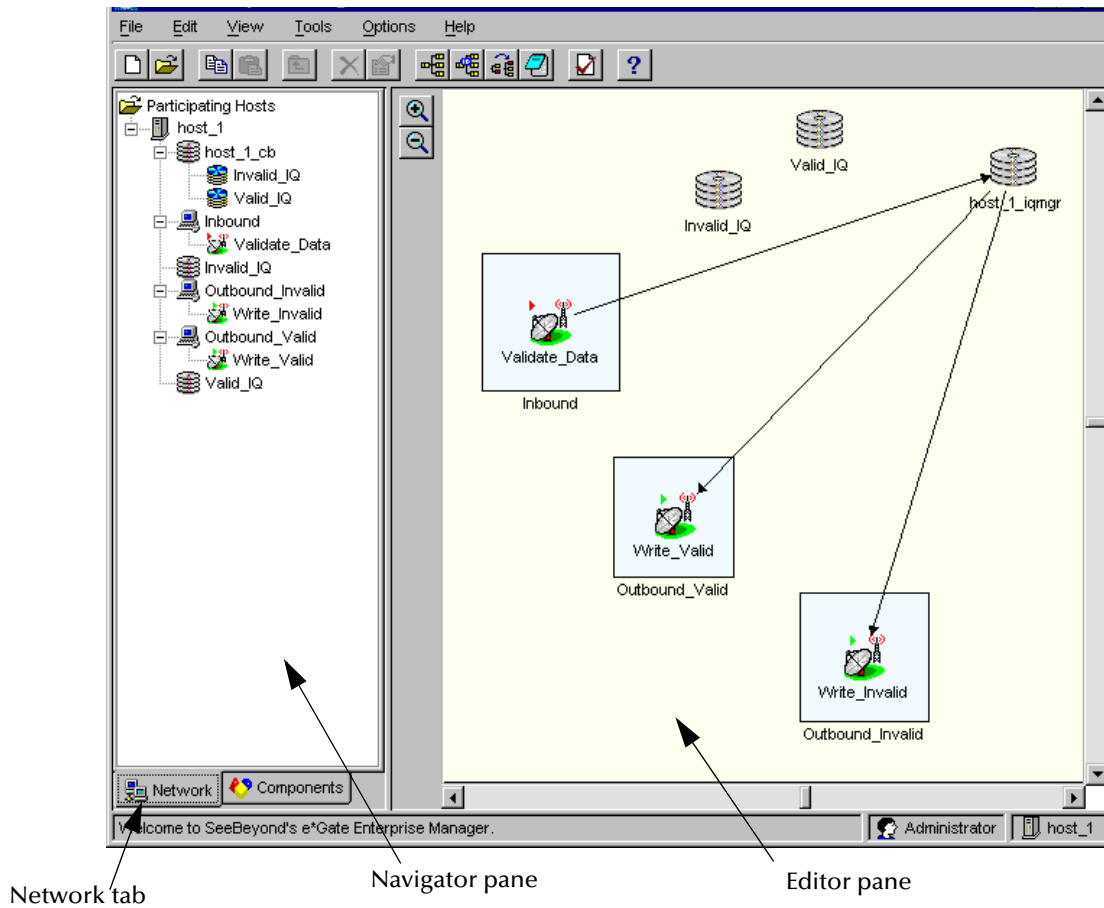 File Edit View Tools Options Help
?
Participating Hosts
host_1
host_1_cb
Invalid_IQ
Valid_IQ
Inbound
Validate_Data
Invalid_IQ
Outbound_Invalid
Write_Invalid
Outbound_Valid
Write_Valid
Valid_IQ
Valid_IQ
Invalid_IQ
host_1_iqmgr
Validate_Data
Inbound
Write_Valid
Outbound_Valid
Write_Invalid
Outbound_Invalid
Network Components
Welcome to SeeBeyond's e*Gate Enterprise Manager. Administrator host_1
Network tab
Navigator pane
Editor pane